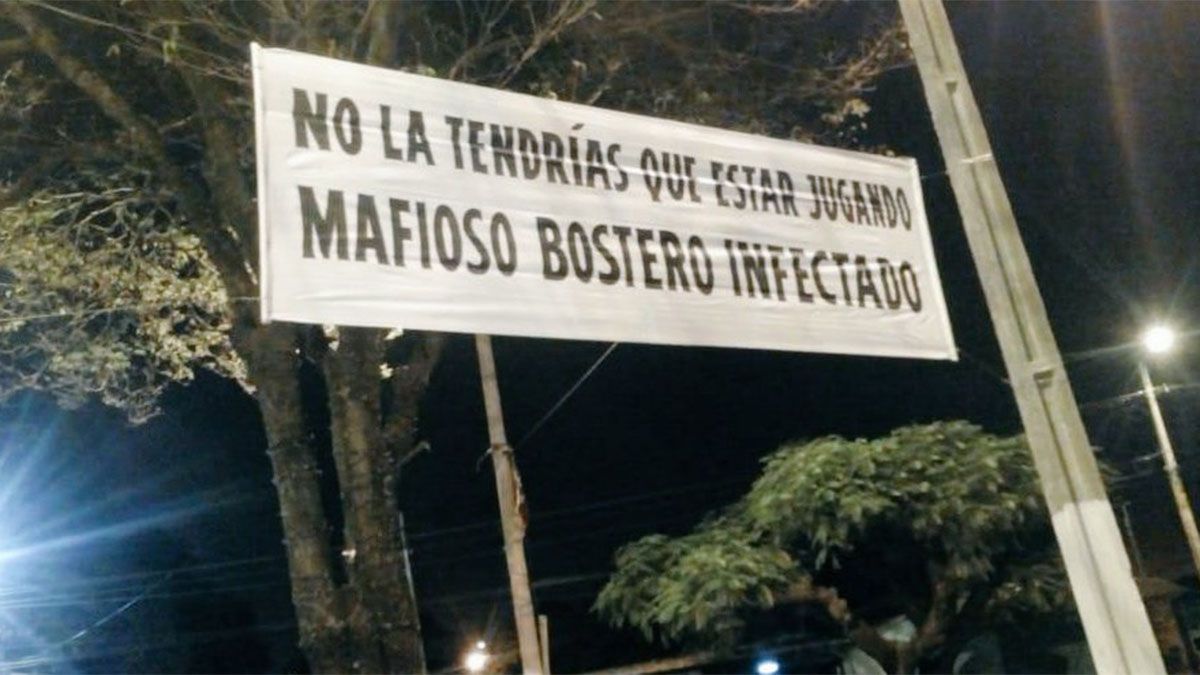 NO LA TENDRÍAS QUE ESTAR JUGANDO
MAFIOSO BOSTERO INFECTADO